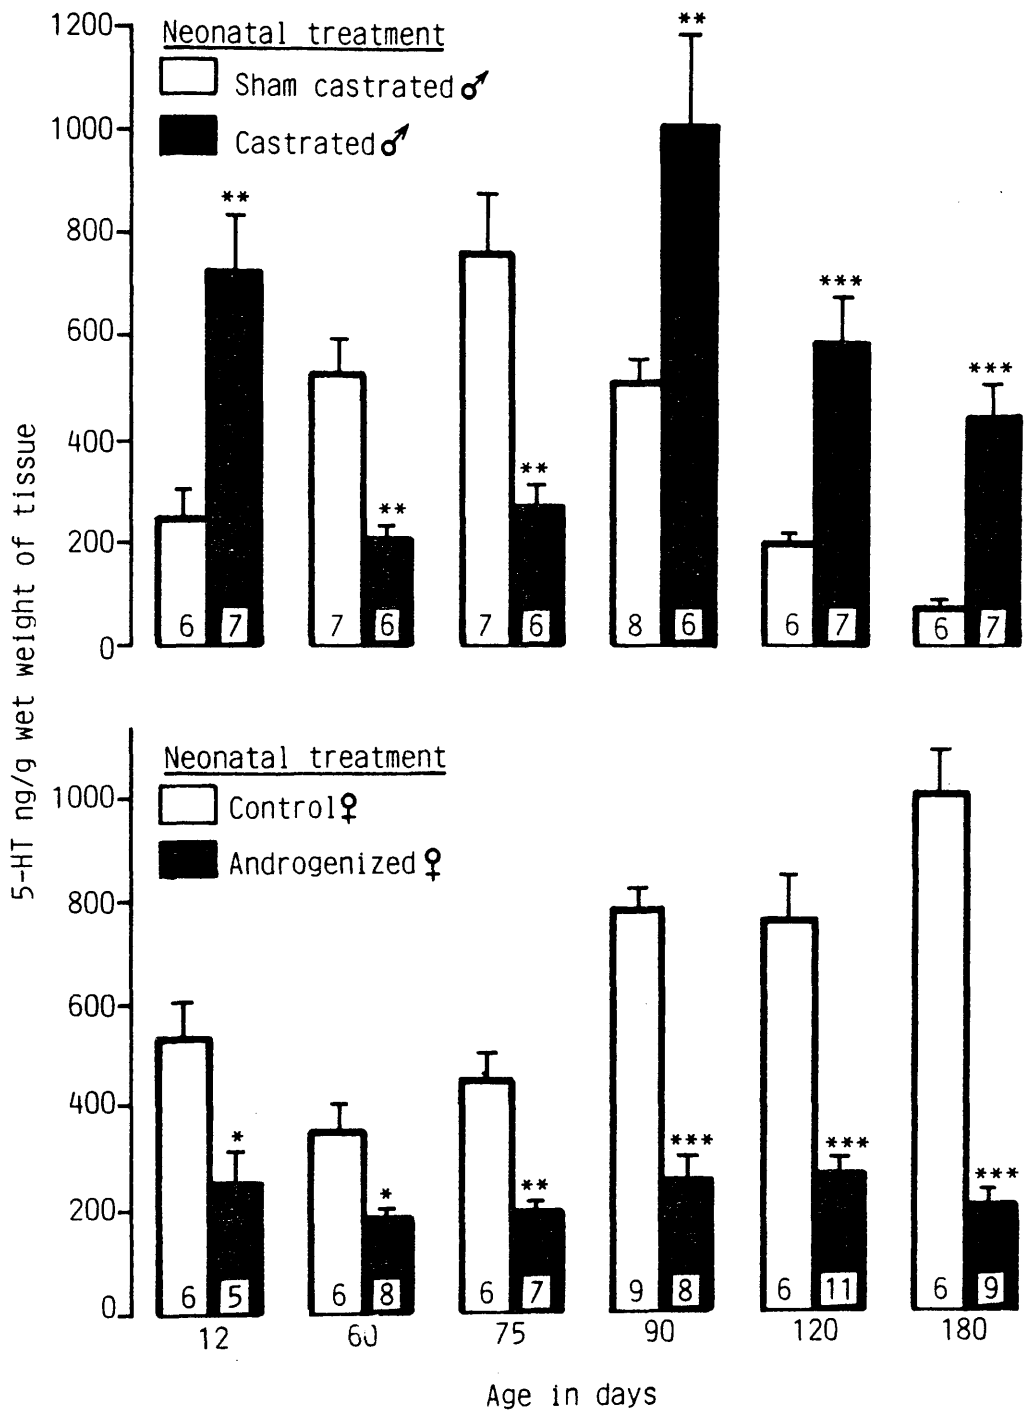 5-HT ng/g wet weight of tissue
1200
1000
800
600
400
200
0
Neonatal treatment
Sham castrated ♂
Castrated ♂
**
**
**
**
***
***
6 7 7 6 7 6 8 6 6 7 6 7
1000
800
600
400
200
0
Neonatal treatment
Control ♀
Androgenized ♀
*
*
**
***
***
***
6 5 6 8 6 7 9 8 6 11 6 9
12 60 75 90 120 180
Age in days